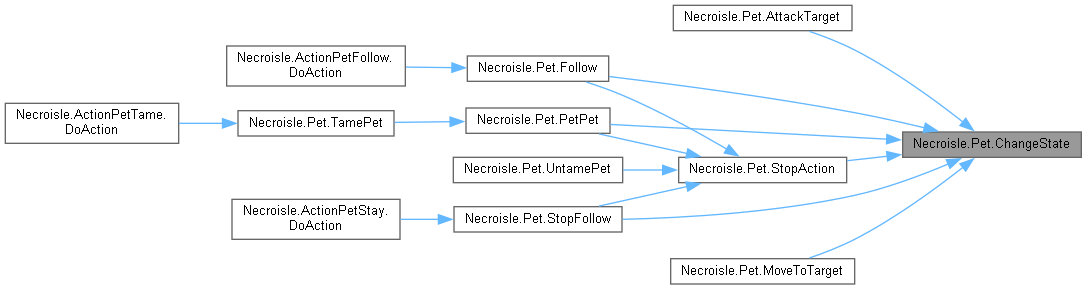 Necroisle.Pet.AttackTarget
Necroisle.ActionPetFollow.
DoAction
Necroisle.Pet.Follow
Necroisle.ActionPetTame.
DoAction
Necroisle.Pet.TamePet
Necroisle.Pet.PetPet
Necroisle.Pet.ChangeState
Necroisle.Pet.UntamePet
Necroisle.Pet.StopAction
Necroisle.ActionPetStay.
DoAction
Necroisle.Pet.StopFollow
Necroisle.Pet.MoveToTarget